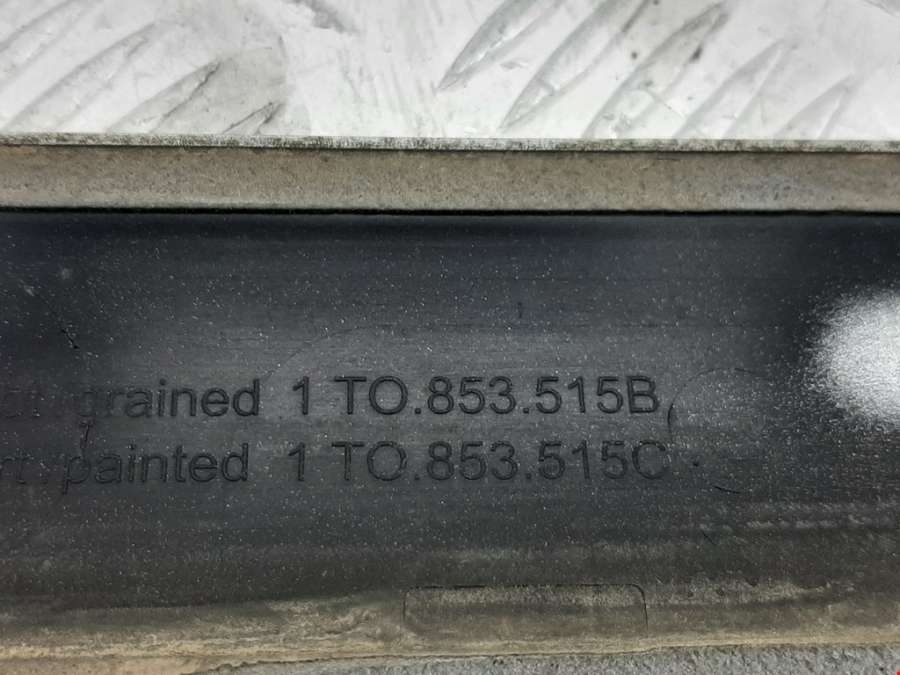 grained 1 TO.853.515B
painted 1 TO.853.515C